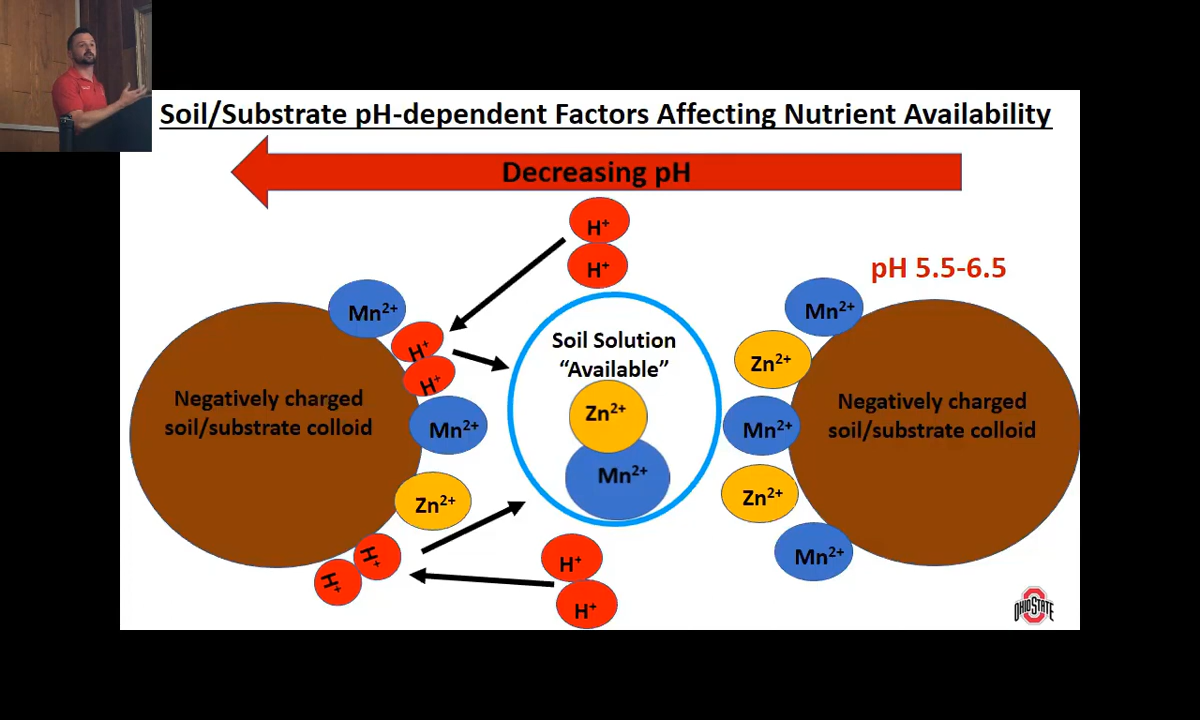 Soil/Substrate pH-dependent Factors Affecting Nutrient Availability
Decreasing pH
H⁺
H⁺
pH 5.5-6.5
Mn²⁺
H⁺
H⁺
Mn²⁺
Zn²⁺
H⁺
H⁺
Negatively charged
soil/substrate colloid
Soil Solution
“Available”
Zn²⁺
Mn²⁺
H⁺
H⁺
Mn²⁺
Zn²⁺
Mn²⁺
Zn²⁺
Mn²⁺
Negatively charged
soil/substrate colloid
OHIO STATE